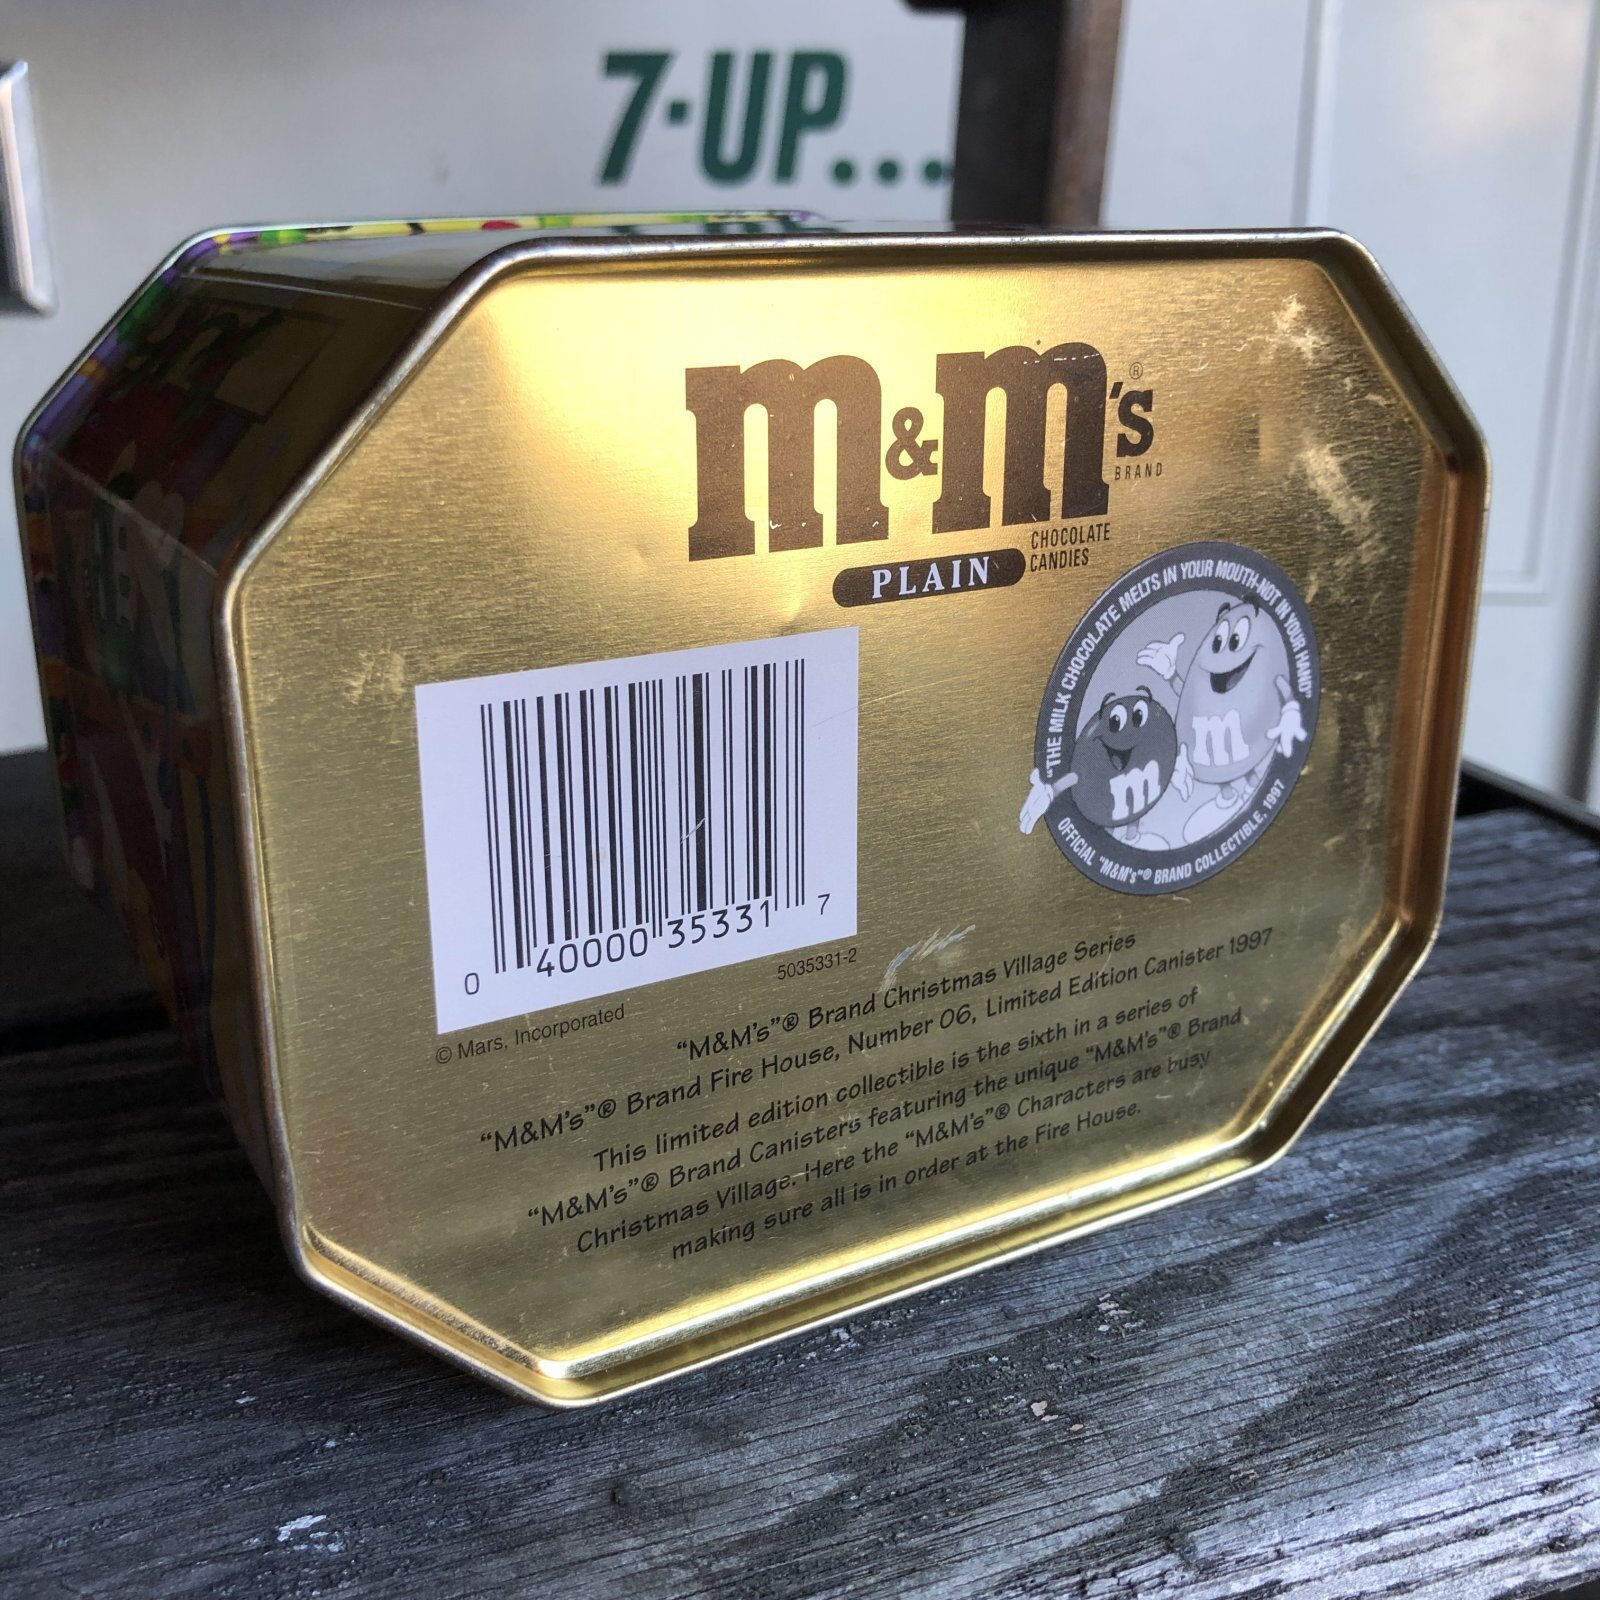 7·UP...
m&m's®
BRAND
PLAIN
CHOCOLATE
CANDIES
"THE MILK CHOCOLATE MELTS IN YOUR MOUTH-NOT IN YOUR HAND"
m
m
OFFICIAL "M&M's"® BRAND COLLECTIBLE, 1997
0 40000 35331 7
5035331-2
© Mars, Incorporated
"M&M's"® Brand Christmas Village Series
"M&M's"® Brand Fire House, Number 06, Limited Edition Canister 1997
This limited edition collectible is the sixth in a series of
"M&M's"® Brand Canisters featuring the unique "M&M's"® Brand
Christmas Village. Here the "M&M's"® Characters are busy
making sure all is in order at the Fire House.